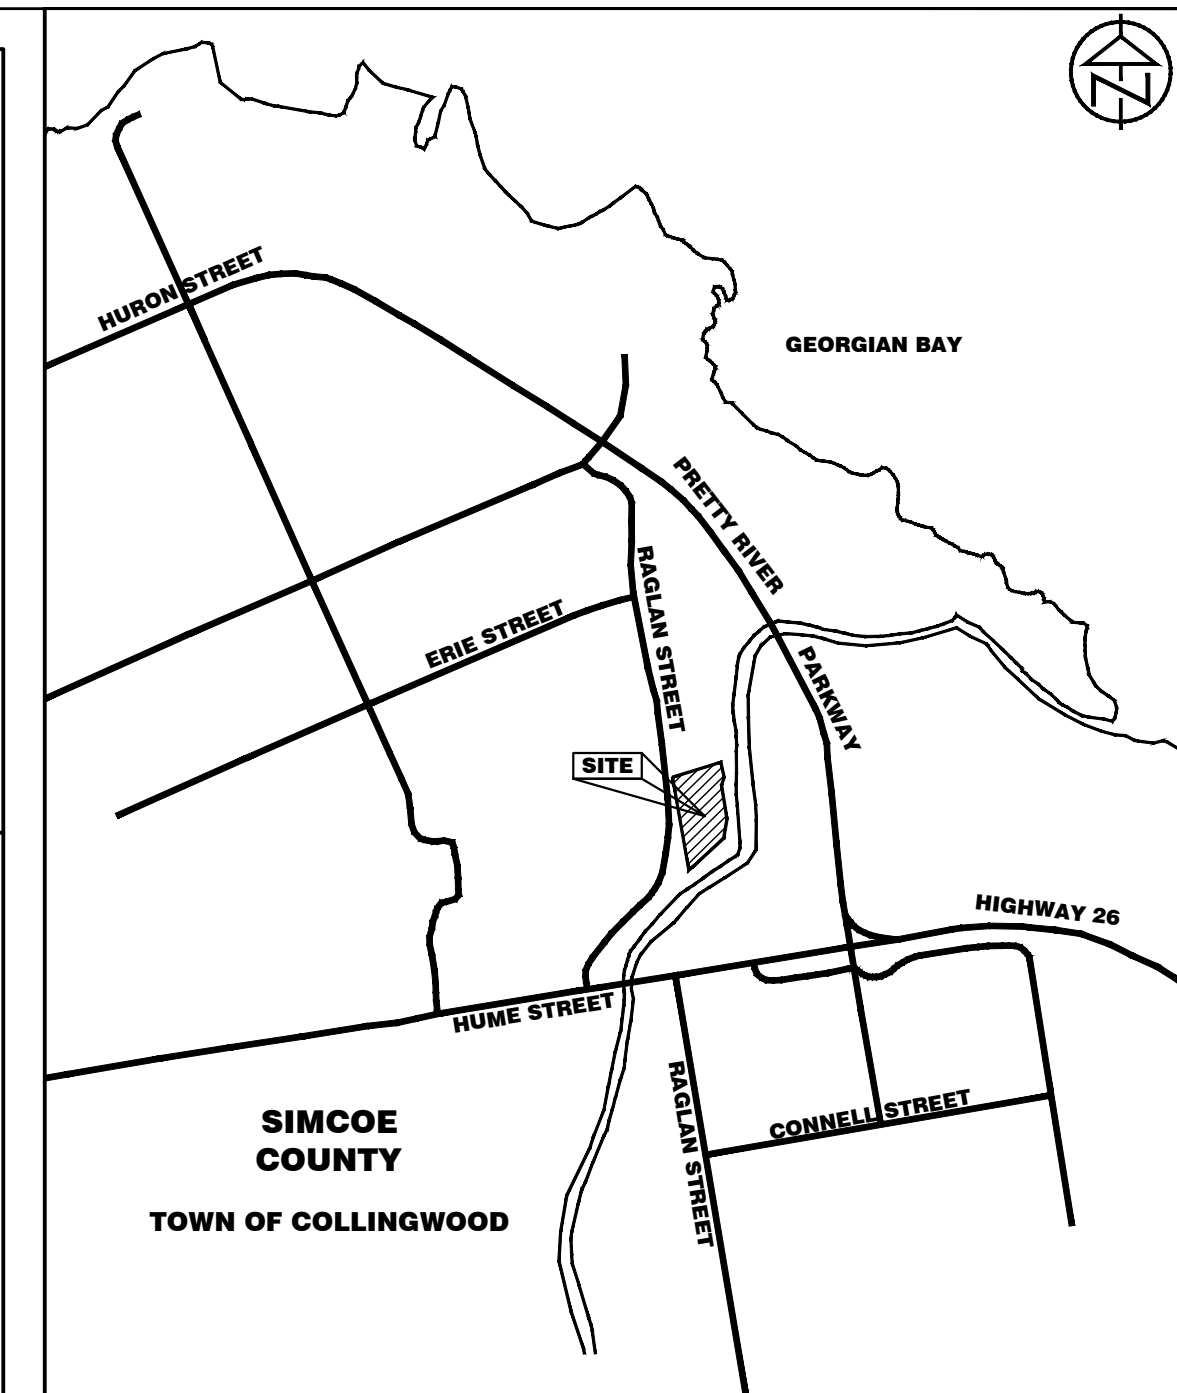 N
HURON STREET
GEORGIAN BAY
PRETTY RIVER
PARKWAY
RAGLAN STREET
ERIE STREET
SITE
HIGHWAY 26
HUME STREET
RAGLAN STREET
CONNELL STREET
SIMCOE
COUNTY
TOWN OF COLLINGWOOD